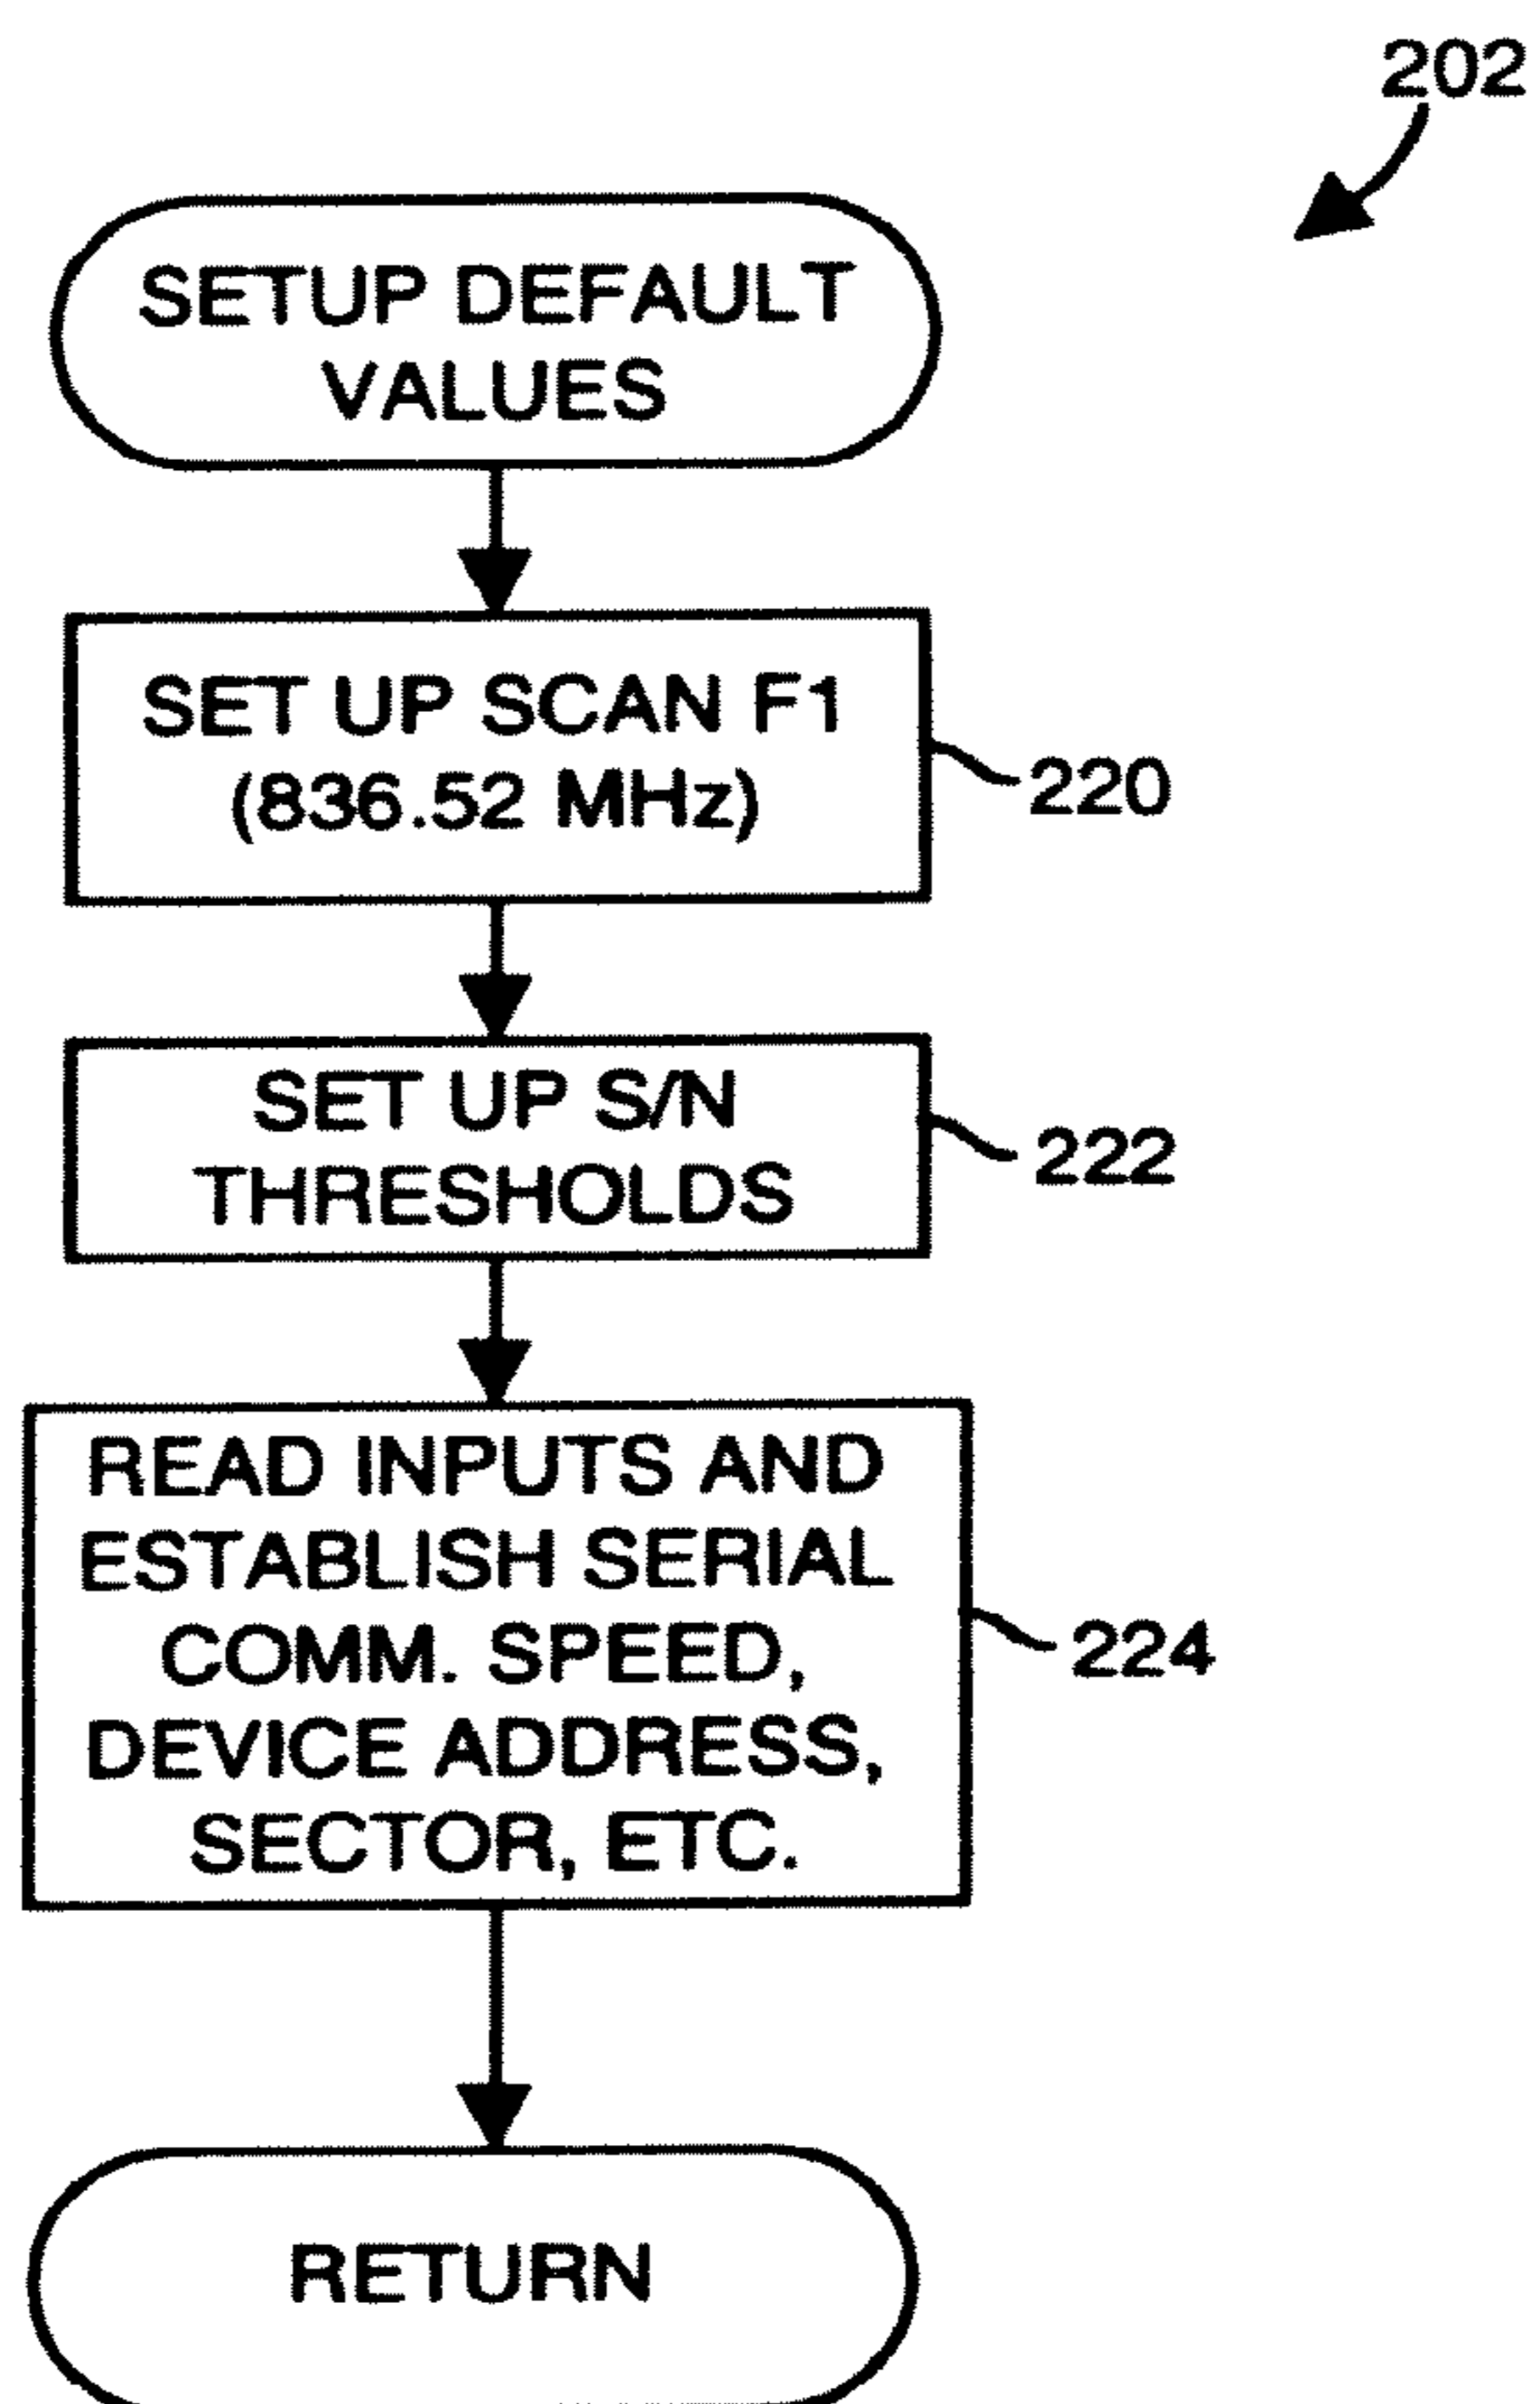 202
SETUP DEFAULT
VALUES
SET UP SCAN F1
(836.52 MHz)
220
SET UP S/N
THRESHOLDS
222
READ INPUTS AND
ESTABLISH SERIAL
COMM. SPEED,
DEVICE ADDRESS,
SECTOR, ETC.
224
RETURN